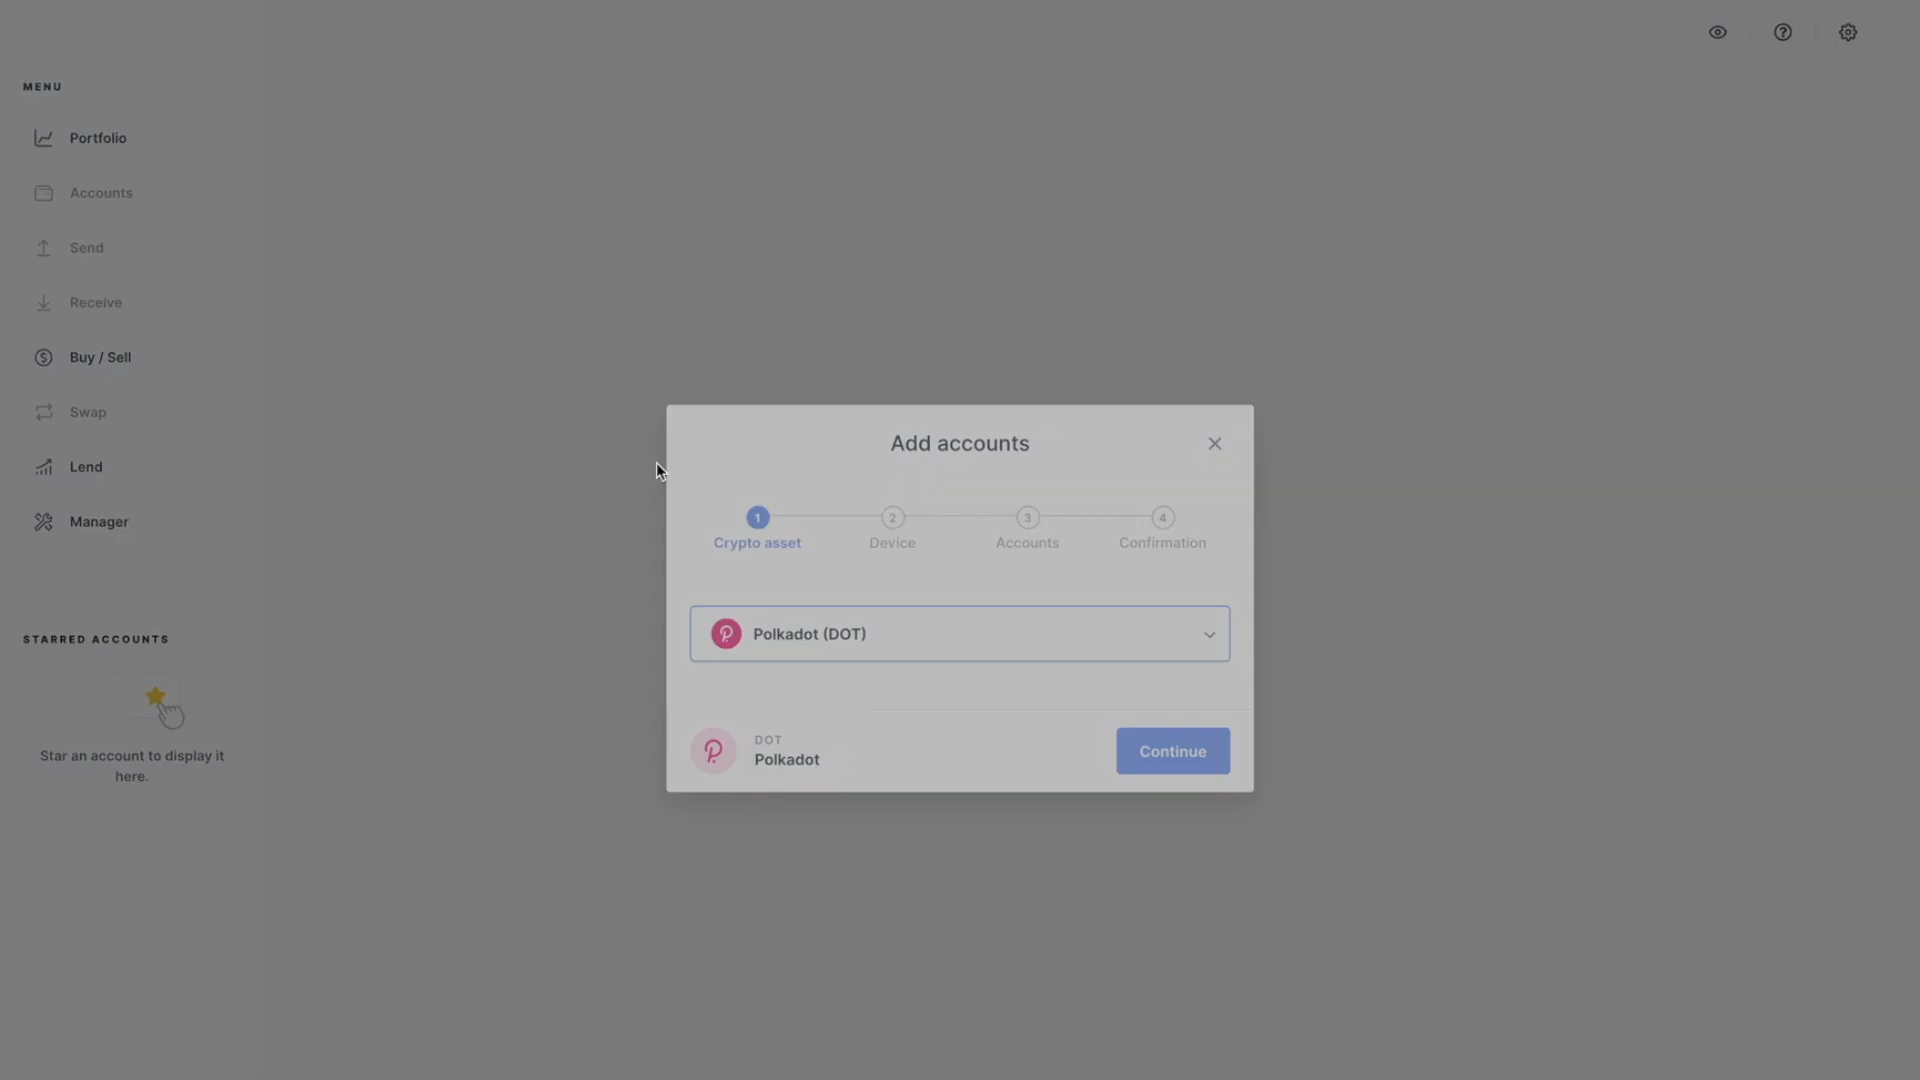 MENU
Portfolio
Accounts
Send
Receive
Buy / Sell
Swap
Lend
Manager
STARRED ACCOUNTS
Star an account to display it
here.
Add accounts
1
2
3
4
Crypto asset
Device
Accounts
Confirmation
Polkadot (DOT)
DOT
Polkadot
Continue